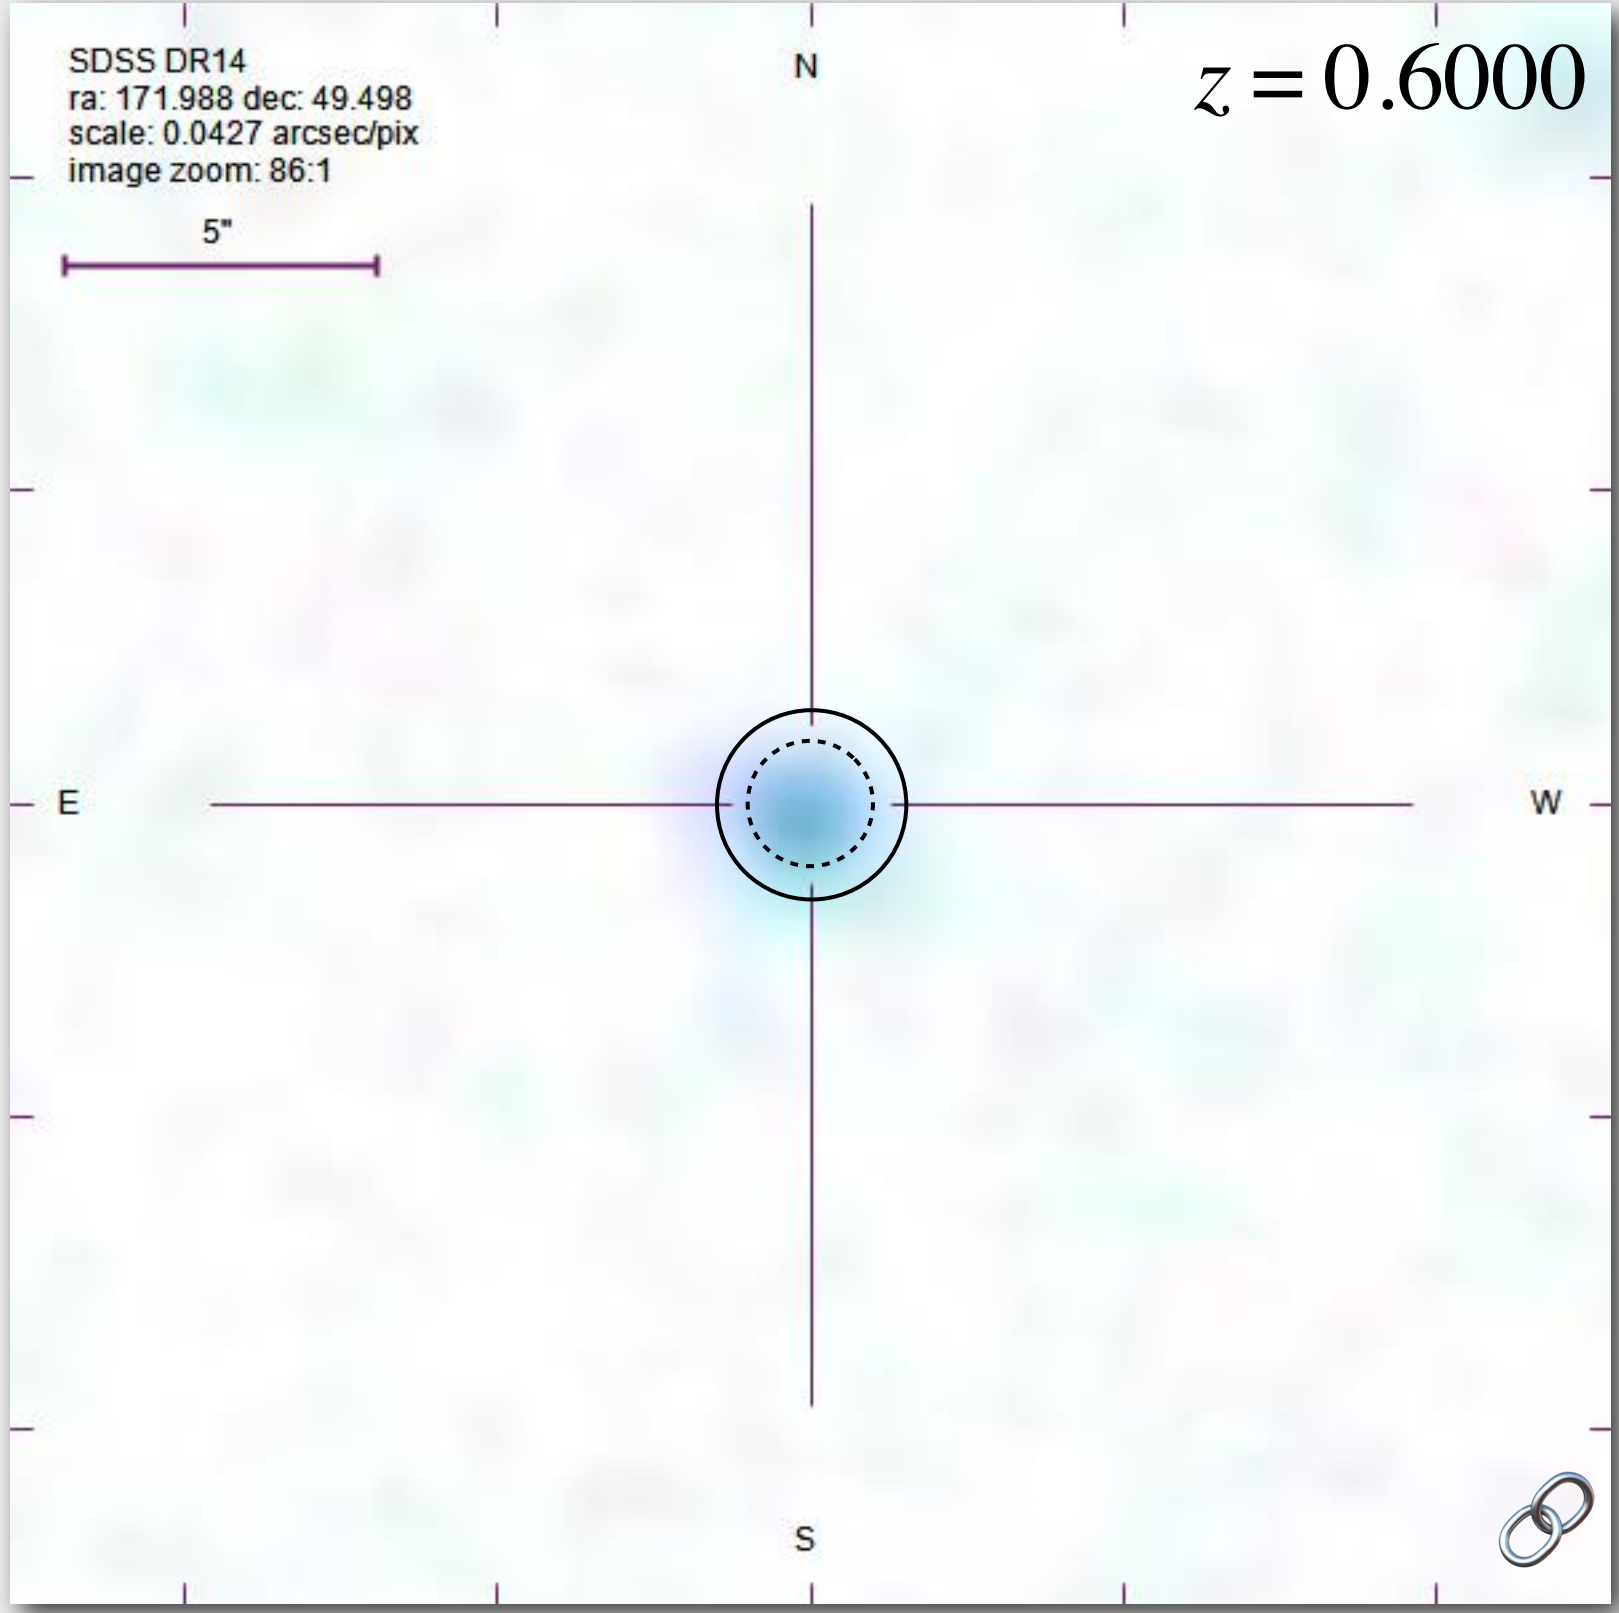 SDSS DR14
ra: 171.988 dec: 49.498
scale: 0.0427 arcsec/pix
image zoom: 86:1
5"
N
z = 0.6000
E
W
S